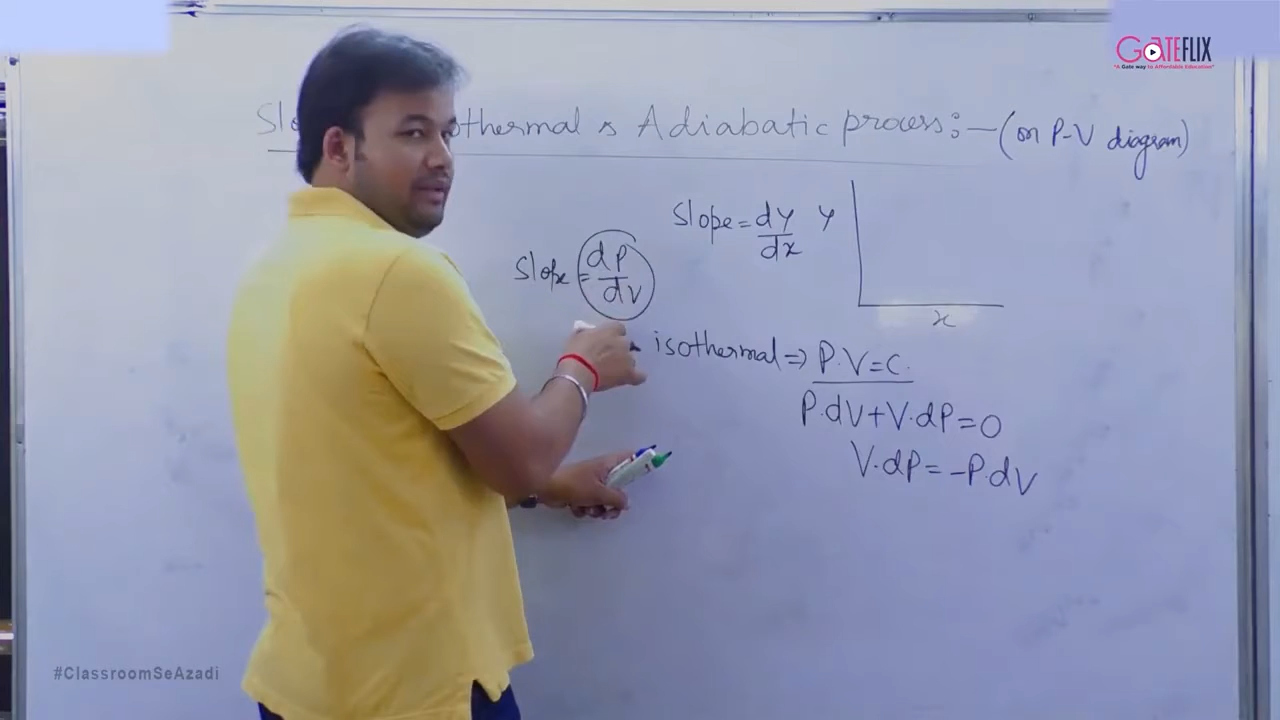 GATEFLIX
"A Gate way to Affordable Education"
Adiabatic process:- (on P-V diagram)
Slope = dy/dx y
x
Slope = dP/dV
isothermal ⇒ P.V=C.
P.dV+V.dP=0
V.dP=-P.dV
#ClassroomSeAzadi